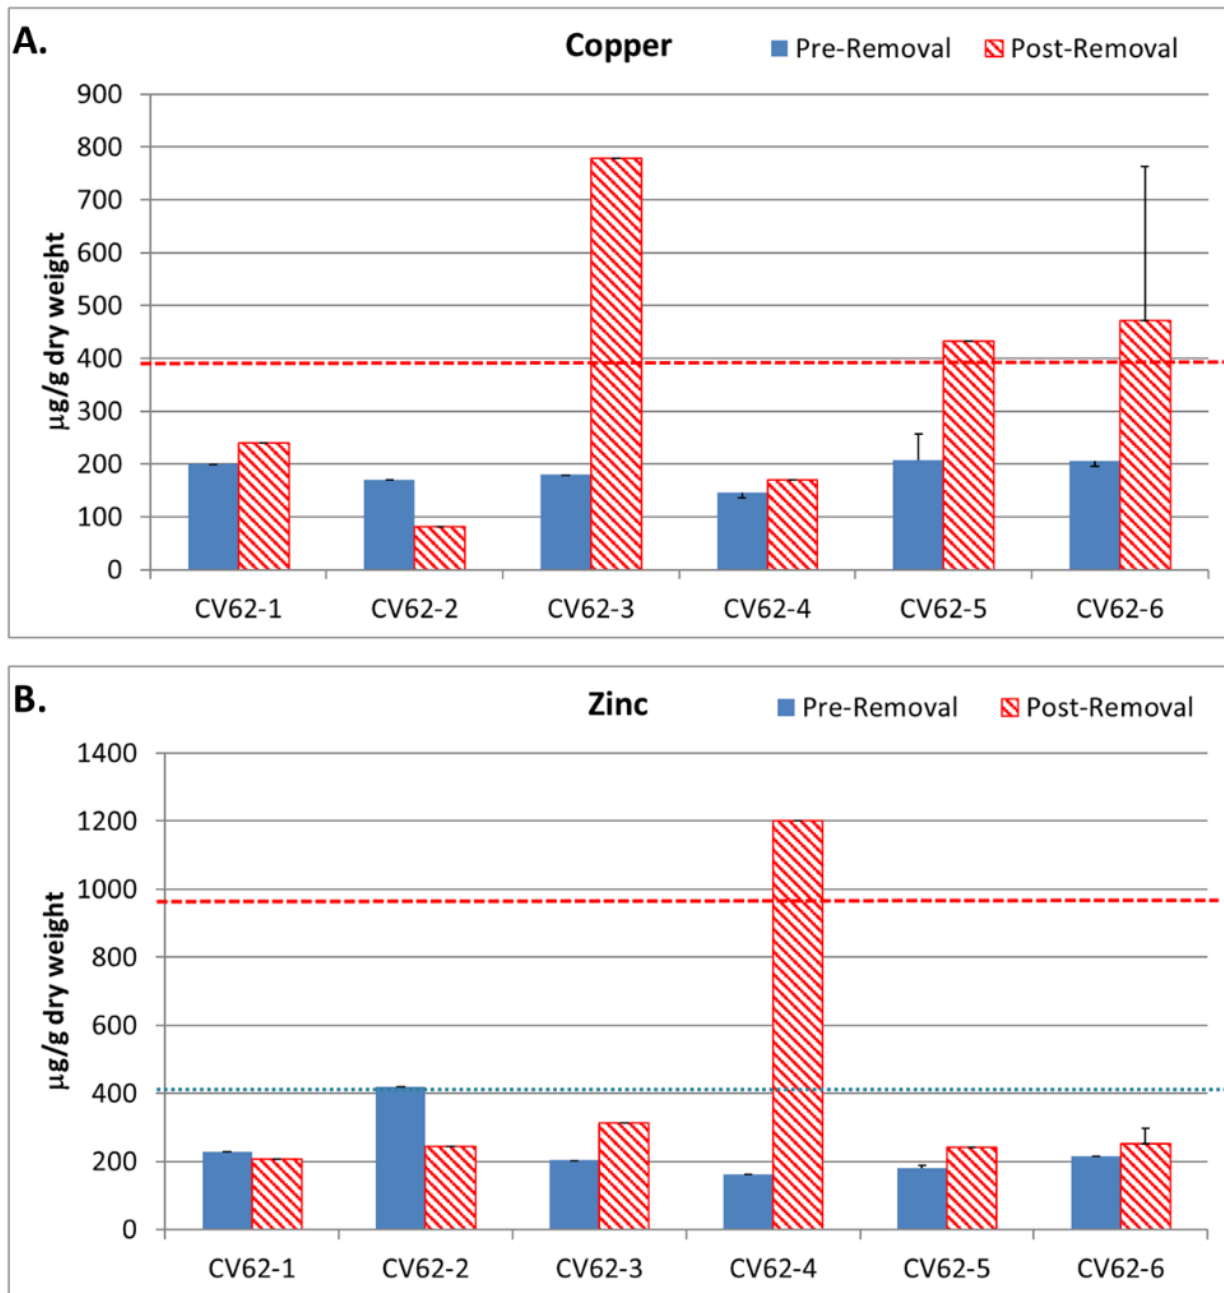 A.
Copper
Pre-Removal
Post-Removal
900
800
700
600
500
400
300
200
100
0
µg/g dry weight
CV62-1 CV62-2 CV62-3 CV62-4 CV62-5 CV62-6
B.
Zinc
Pre-Removal
Post-Removal
1400
1200
1000
800
600
400
200
0
µg/g dry weight
CV62-1 CV62-2 CV62-3 CV62-4 CV62-5 CV62-6